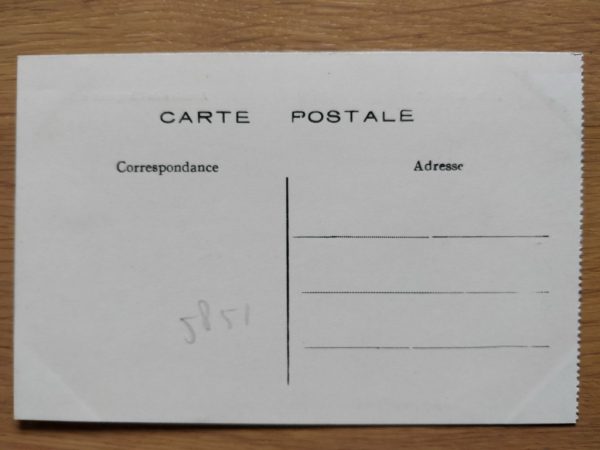 CARTE POSTALE
Correspondance
Adresse
5851